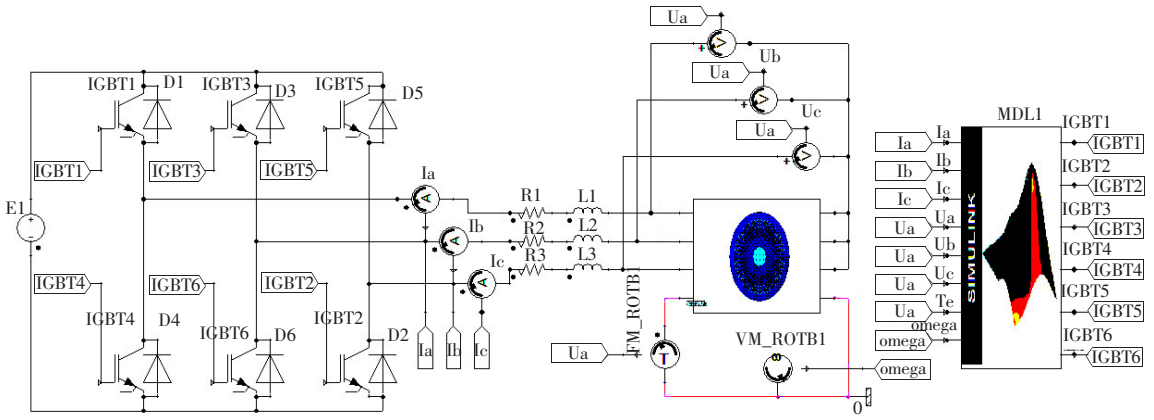 Ua
Ub
Ua
Uc
Ua
IGBT1
D1
IGBT3
D3
IGBT5
D5
IGBT1
IGBT3
IGBT5
E1
Ia
A
Ib
A
Ic
A
R1
R2
R3
L1
L2
L3
V
V
V
IGBT4
IGBT6
IGBT2
IGBT4
D4
IGBT6
D6
IGBT2
D2
Ia
Ib
Ic
Ua
FM_ROTB1
T
VM_ROTB1
ω
omega
0
MDL1
SIMULINK
Ia
Ia
Ib
Ib
Ic
Ic
Ua
Ua
Ub
Ub
Uc
Ua
Te
Ua
omega
omega
IGBT1
IGBT1
IGBT2
IGBT2
IGBT3
IGBT3
IGBT4
IGBT4
IGBT5
IGBT5
IGBT6
IGBT6